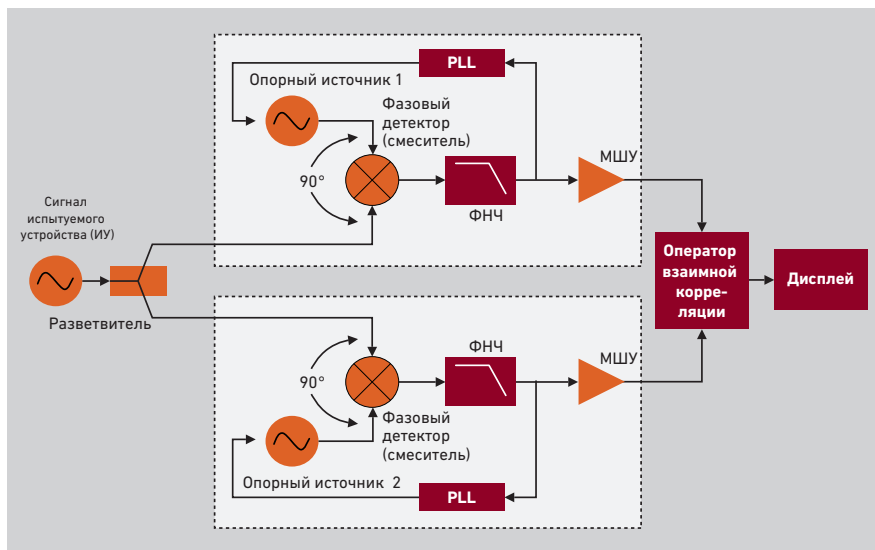 PLL
Опорный источник 1
Фазовый
детектор
(смеситель)
МШУ
90°
ФНЧ
Сигнал
испытуемого
устройства (ИУ)
Разветвитель
Оператор
взаимной
корре-
ляции
Дисплей
ФНЧ
МШУ
90°
Фазовый
детектор
(смеситель)
Опорный источник 2
PLL